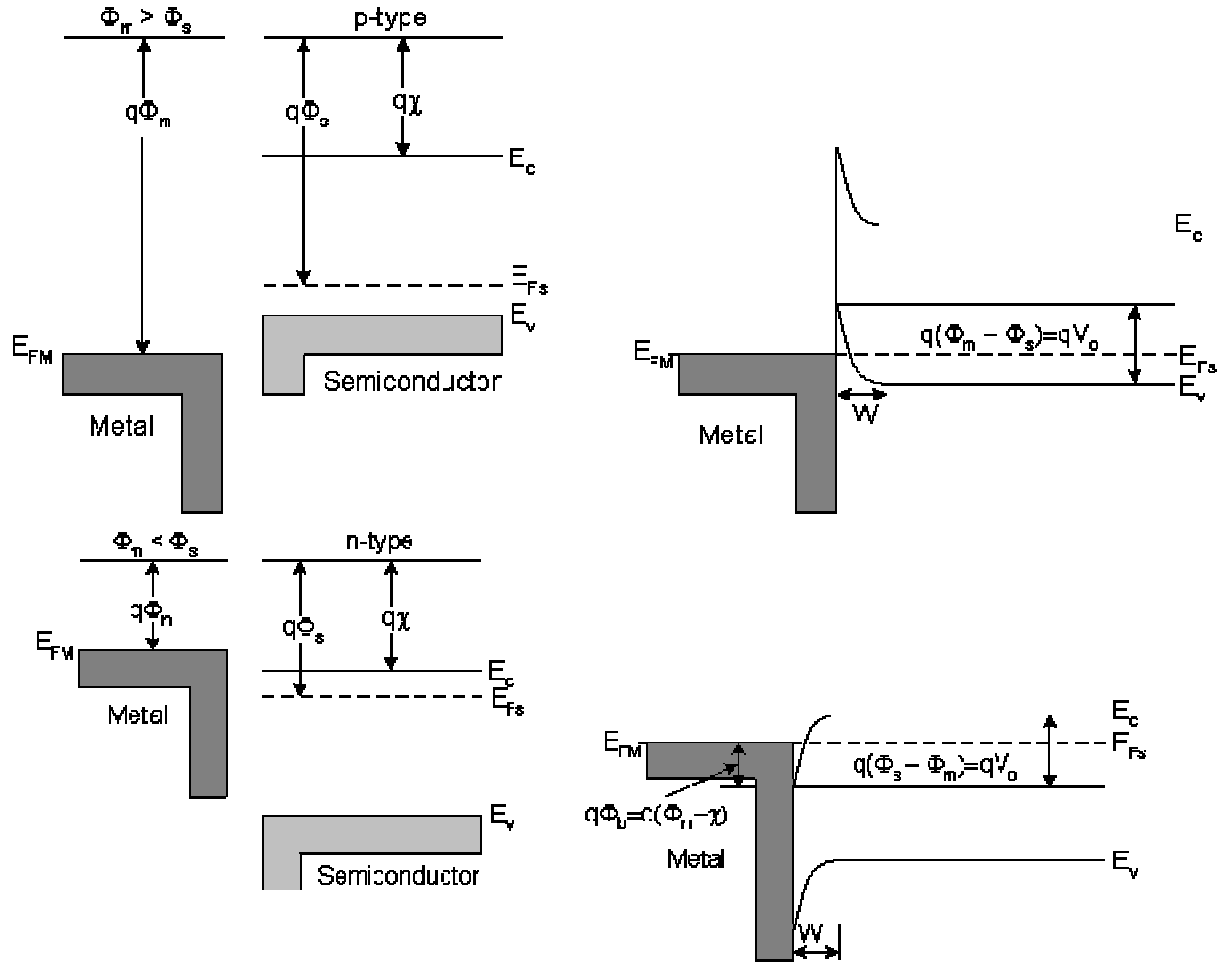 Φm > Φs
p-type
qΦm
qΦs
qχ
Ec
EFs
Ev
EFM
Semiconductor
Metal
Ec
q(Φm − Φs)=qVo
EFM
EFs
Ev
W
Metal
Φm < Φs
n-type
qΦm
qΦs
qχ
EFM
Ec
EFs
Metal
Ev
Semiconductor
Ec
EFM
EFs
q(Φs − Φm)=qVo
qΦb=q(Φm−χ)
Metal
Ev
W